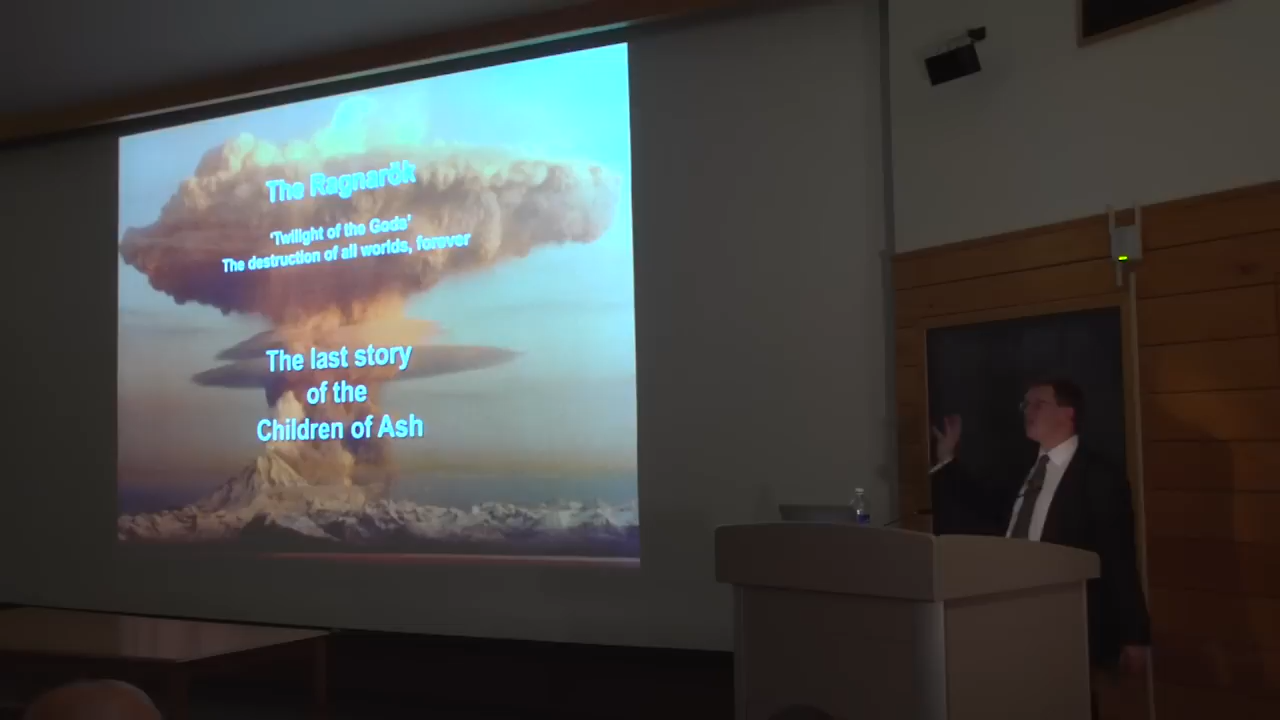 The Ragnarök
'Twilight of the Gods'
The destruction of all worlds, forever
The last story
of the
Children of Ash